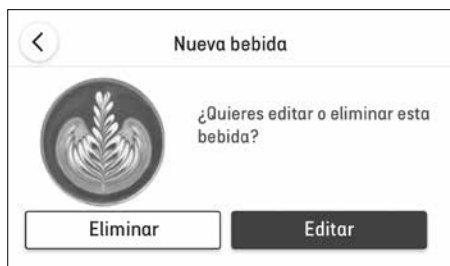 Nueva bebida
¿Quieres editar o eliminar esta
bebida?
Eliminar
Editar